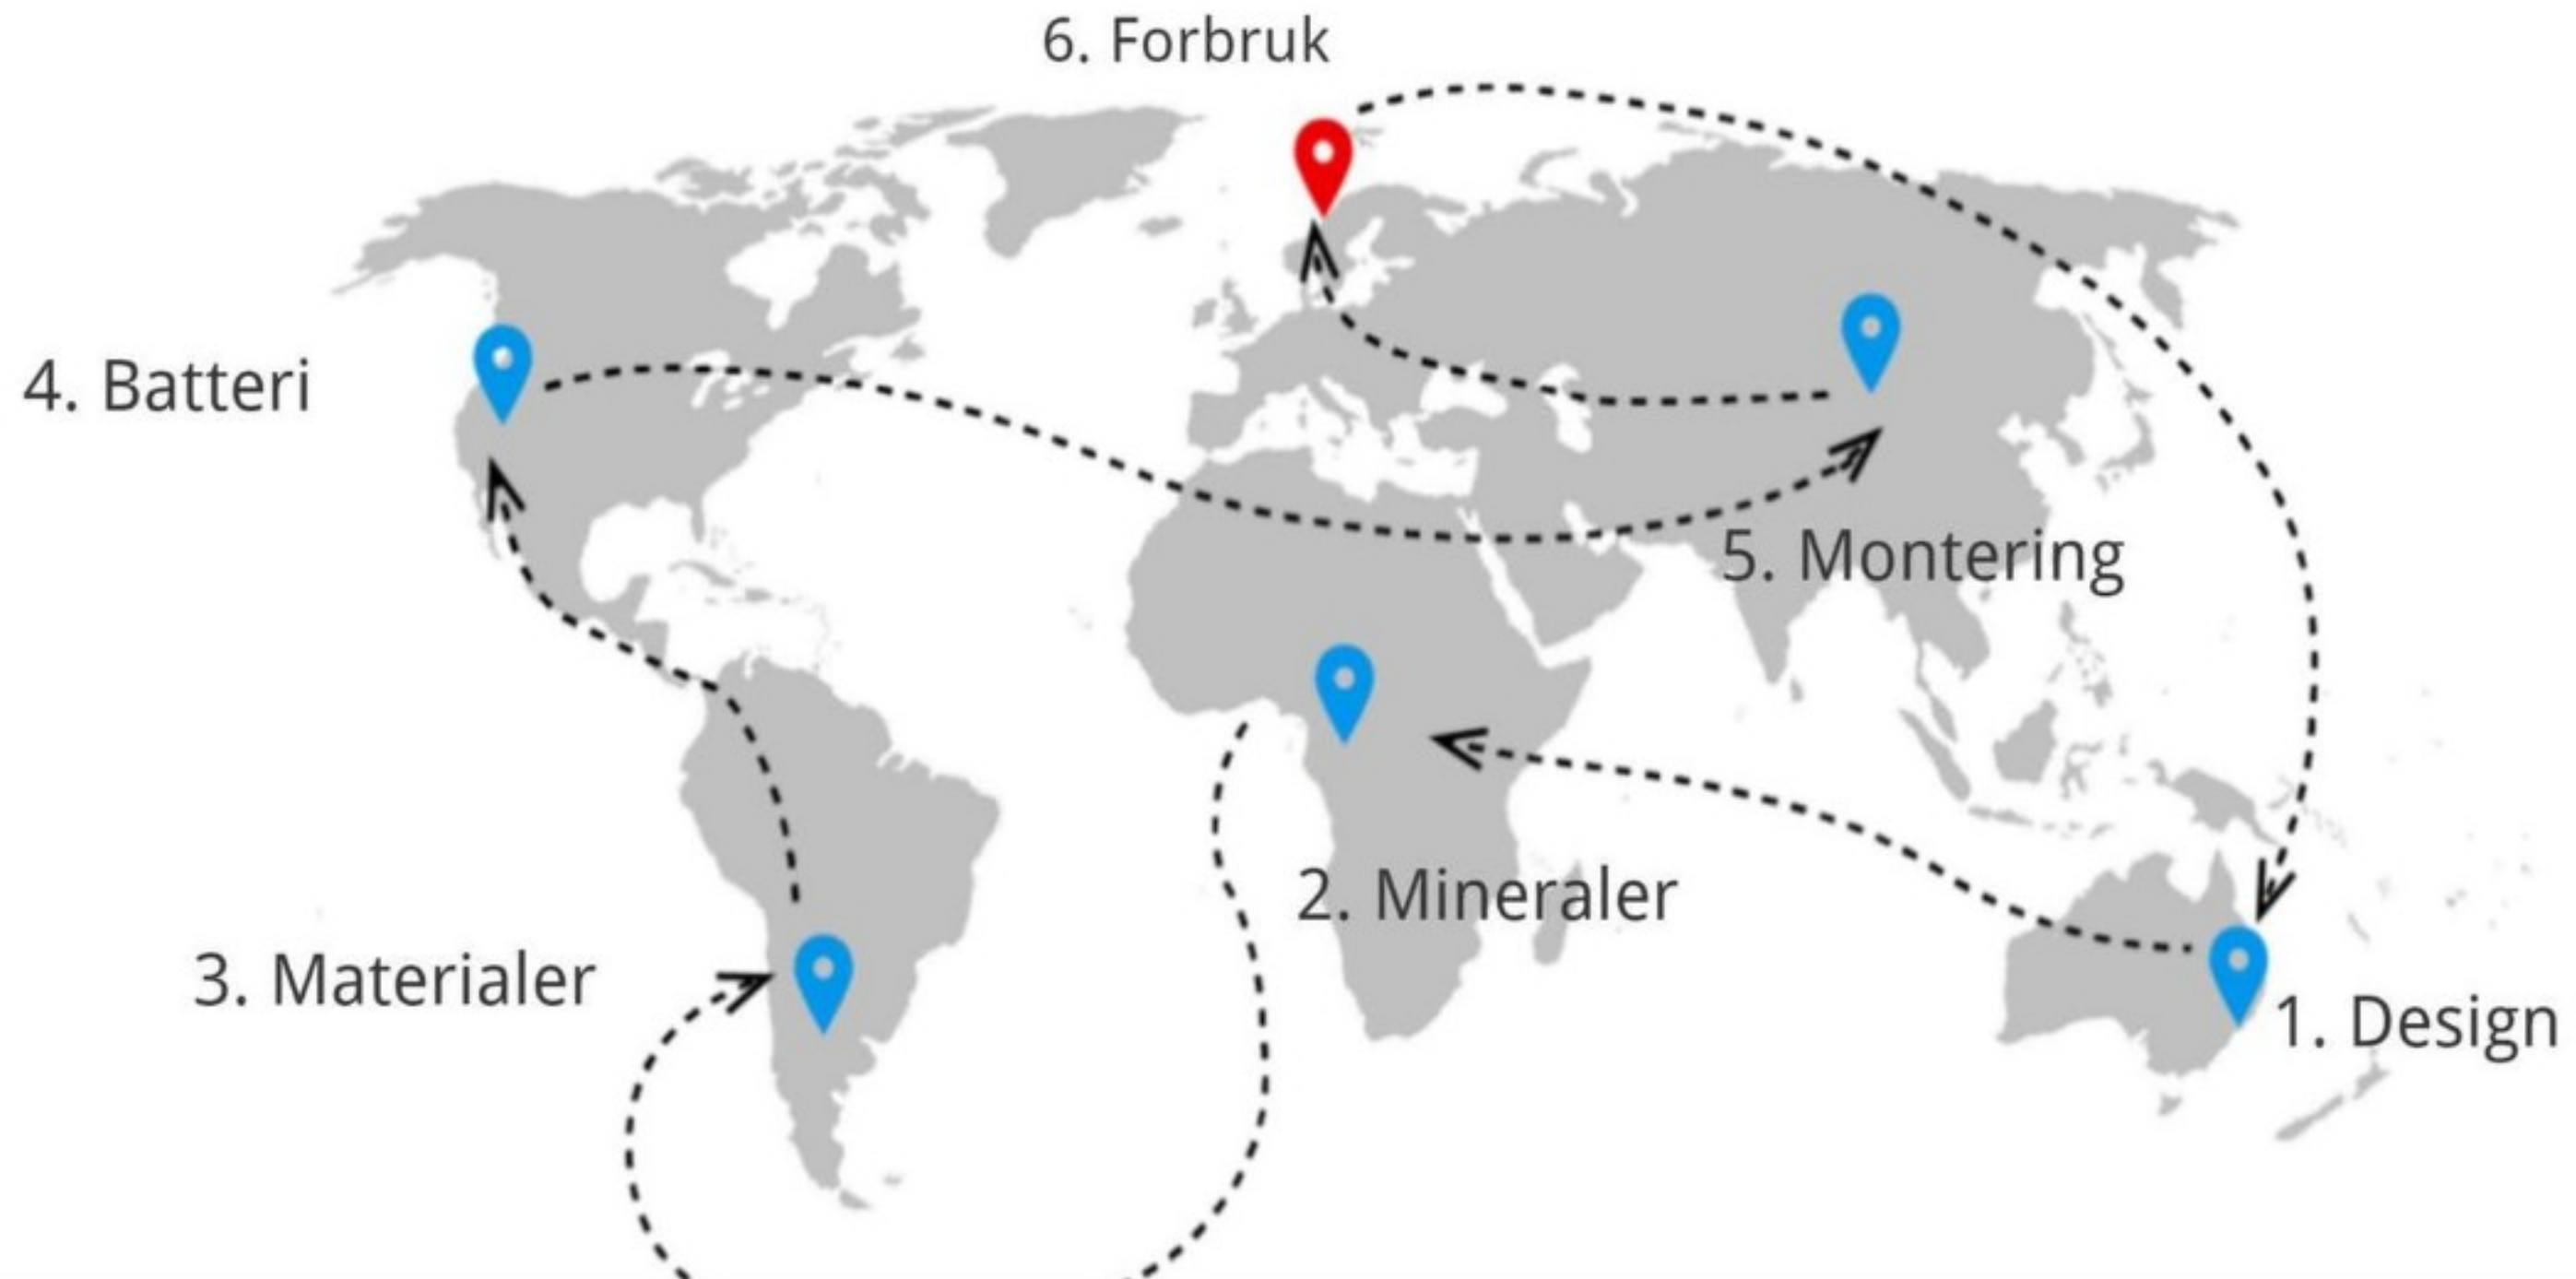 6. Forbruk
4. Batteri
5. Montering
2. Mineraler
3. Materialer
1. Design